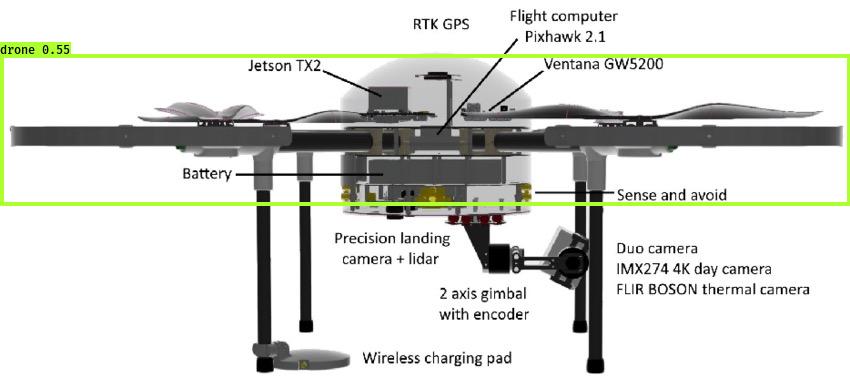 RTK GPS
Flight computer
Pixhawk 2.1
drone 0.55
Jetson TX2
Ventana GW5200
Battery
Sense and avoid
Precision landing
camera + lidar
Duo camera
IMX274 4K day camera
FLIR BOSON thermal camera
2 axis gimbal
with encoder
Wireless charging pad